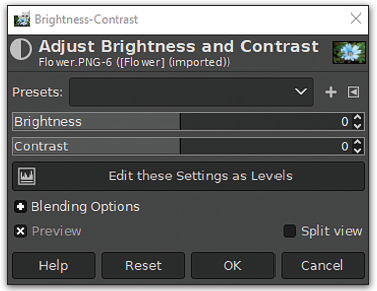 Brightness-Contrast
Adjust Brightness and Contrast
Flower.PNG-6 ([Flower] (imported))
Presets:
Brightness 0
Contrast 0
Edit these Settings as Levels
Blending Options
Preview Split view
Help Reset OK Cancel